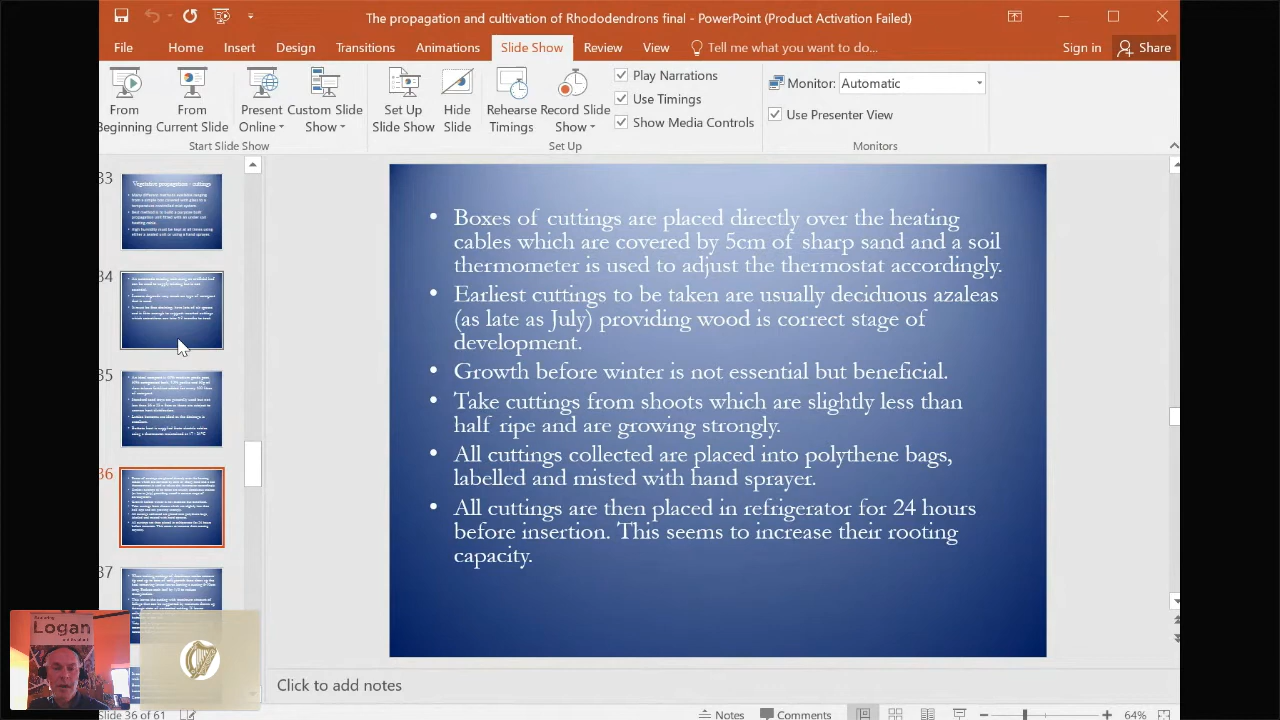 The propagation and cultivation of Rhododendrons final - PowerPoint (Product Activation Failed)
File Home Insert Design Transitions Animations Slide Show Review View Tell me what you want to do... Sign in Share
From Beginning
From Current Slide
Present Online
Custom Slide Show
Set Up Slide Show
Hide Slide
Rehearse Timings
Record Slide Show
Play Narrations
Use Timings
Show Media Controls
Monitor: Automatic
Use Presenter View
Start Slide Show
Set Up
Monitors
33
Vegetative propagation - cuttings
34
35
36
37
• Boxes of cuttings are placed directly over the heating
cables which are covered by 5cm of sharp sand and a soil
thermometer is used to adjust the thermostat accordingly.
• Earliest cuttings to be taken are usually deciduous azaleas
(as late as July) providing wood is correct stage of
development.
• Growth before winter is not essential but beneficial.
• Take cuttings from shoots which are slightly less than
half ripe and are growing strongly.
• All cuttings collected are placed into polythene bags,
labelled and misted with hand sprayer.
• All cuttings are then placed in refrigerator for 24 hours
before insertion. This seems to increase their rooting
capacity.
Logan
Click to add notes
Slide 36 of 61
Notes
Comments
64%